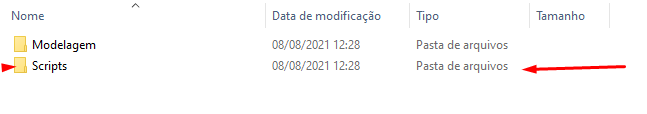 Nome Data de modificação Tipo Tamanho
Modelagem 08/08/2021 12:28 Pasta de arquivos
Scripts 08/08/2021 12:28 Pasta de arquivos